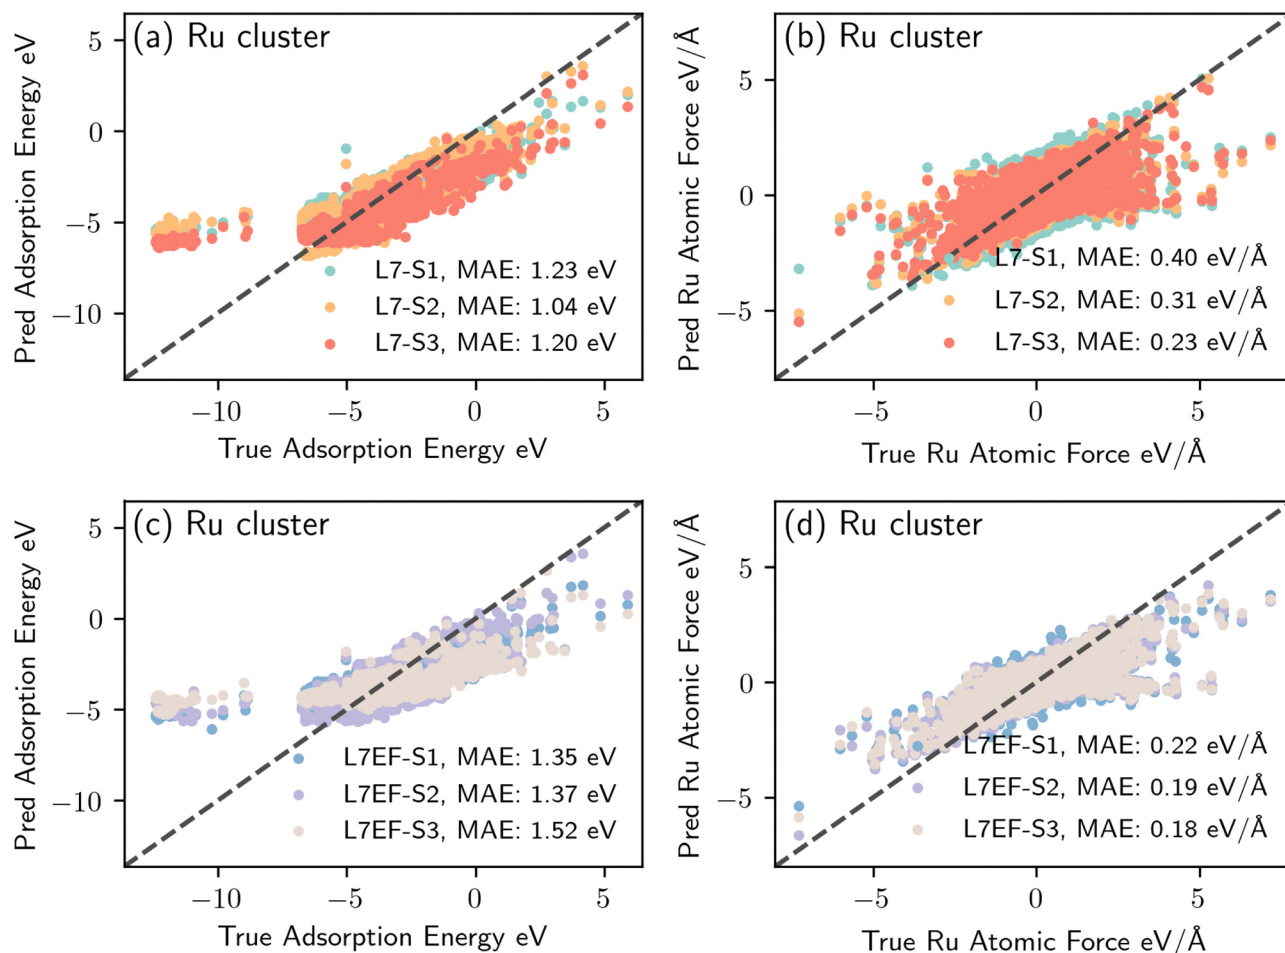 (a) Ru cluster
Pred Adsorption Energy eV
5
0
−5
−10
L7-S1, MAE: 1.23 eV
L7-S2, MAE: 1.04 eV
L7-S3, MAE: 1.20 eV
−10 −5 0 5
True Adsorption Energy eV
(b) Ru cluster
Pred Ru Atomic Force eV/Å
5
0
−5
L7-S1, MAE: 0.40 eV/Å
L7-S2, MAE: 0.31 eV/Å
L7-S3, MAE: 0.23 eV/Å
−5 0 5
True Ru Atomic Force eV/Å
(c) Ru cluster
Pred Adsorption Energy eV
5
0
−5
−10
L7EF-S1, MAE: 1.35 eV
L7EF-S2, MAE: 1.37 eV
L7EF-S3, MAE: 1.52 eV
−10 −5 0 5
True Adsorption Energy eV
(d) Ru cluster
Pred Ru Atomic Force eV/Å
5
0
−5
L7EF-S1, MAE: 0.22 eV/Å
L7EF-S2, MAE: 0.19 eV/Å
L7EF-S3, MAE: 0.18 eV/Å
−5 0 5
True Ru Atomic Force eV/Å